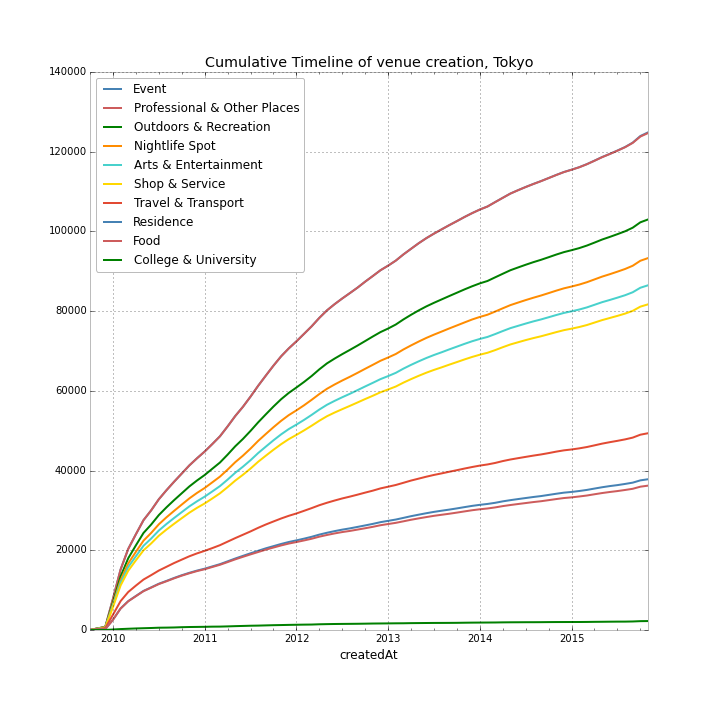 Cumulative Timeline of venue creation, Tokyo
140000
120000
100000
80000
60000
40000
20000
0
Event
Professional & Other Places
Outdoors & Recreation
Nightlife Spot
Arts & Entertainment
Shop & Service
Travel & Transport
Residence
Food
College & University
2010 2011 2012 2013 2014 2015
createdAt